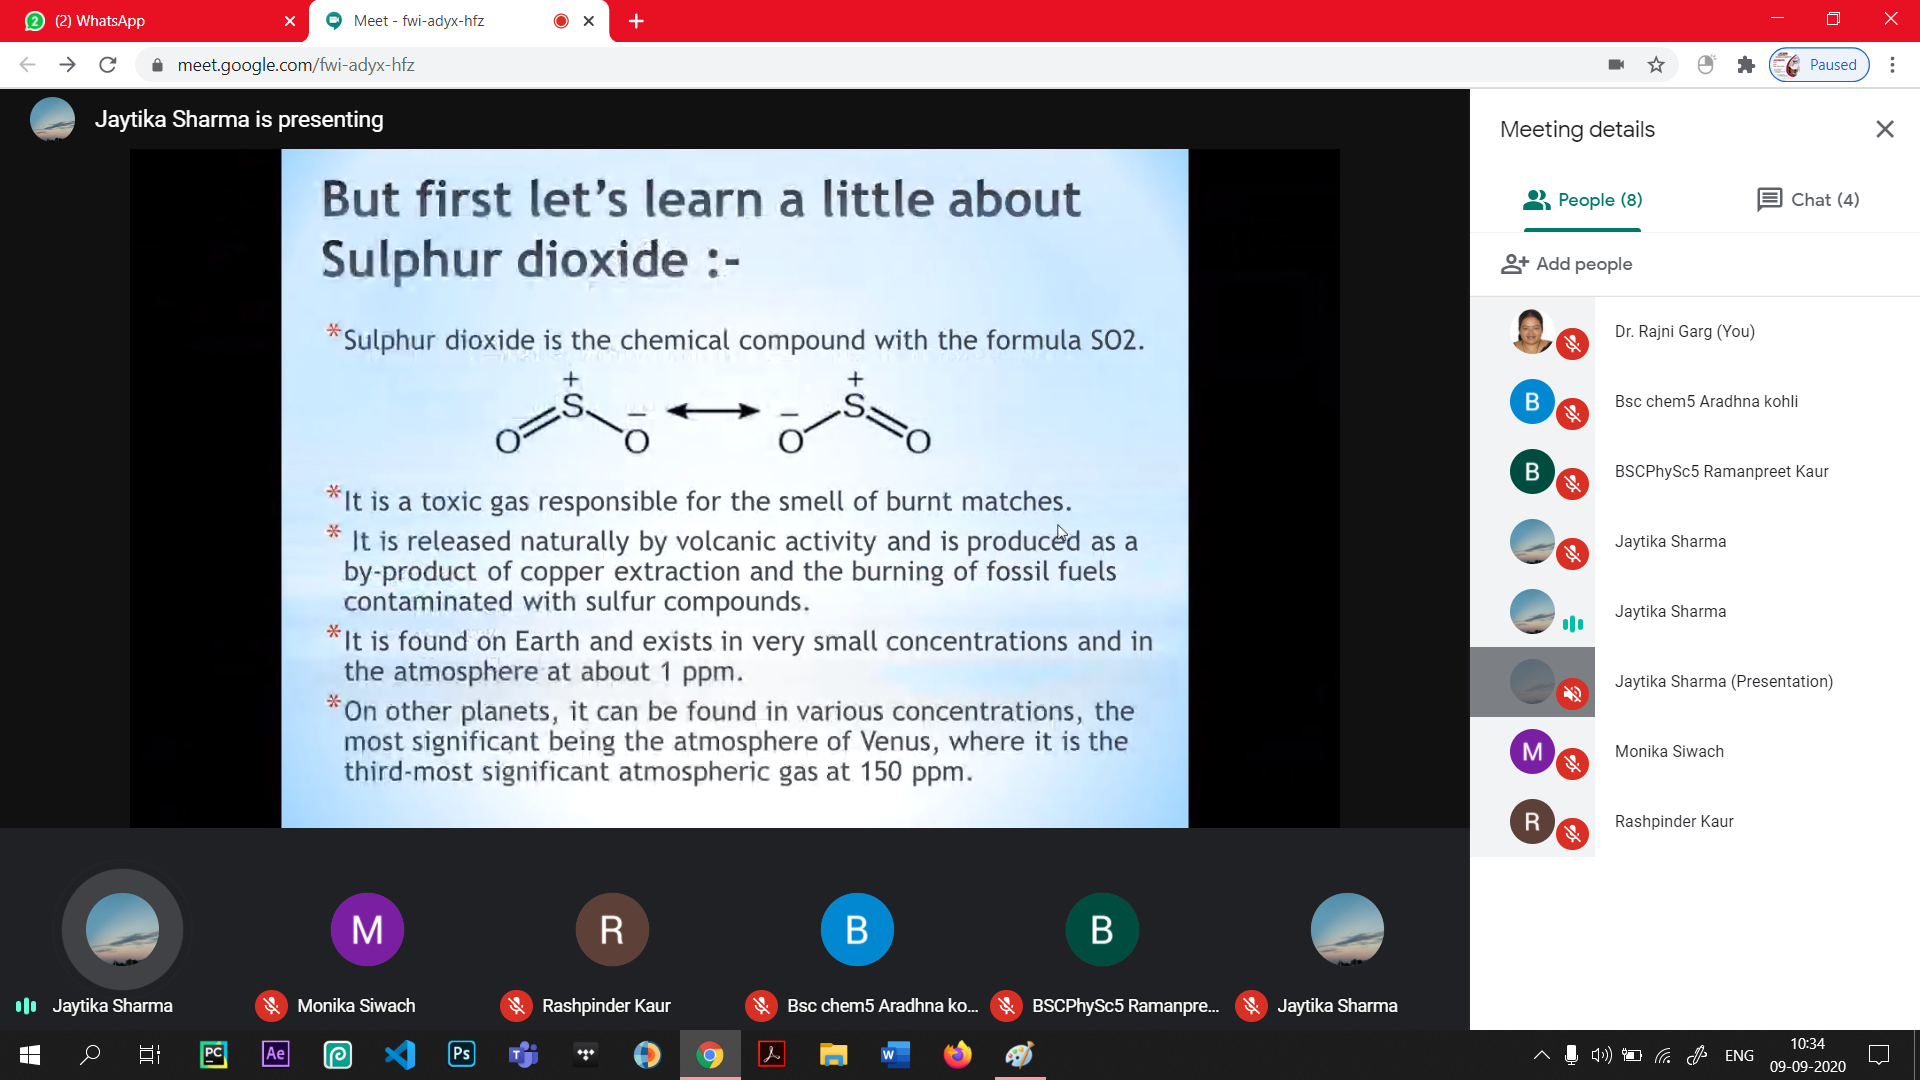 (2) WhatsApp
Meet - fwi-adyx-hfz
meet.google.com/fwi-adyx-hfz
Paused
Jaytika Sharma is presenting
But first let's learn a little about
Sulphur dioxide :-
*Sulphur dioxide is the chemical compound with the formula SO2.
+ +
S S
− −
O O O O
*It is a toxic gas responsible for the smell of burnt matches.
* It is released naturally by volcanic activity and is produced as a
by-product of copper extraction and the burning of fossil fuels
contaminated with sulfur compounds.
*It is found on Earth and exists in very small concentrations and in
the atmosphere at about 1 ppm.
*On other planets, it can be found in various concentrations, the
most significant being the atmosphere of Venus, where it is the
third-most significant atmospheric gas at 150 ppm.
Meeting details
People (8)
Chat (4)
Add people
Dr. Rajni Garg (You)
B Bsc chem5 Aradhna kohli
B BSCPhySc5 Ramanpreet Kaur
Jaytika Sharma
Jaytika Sharma
Jaytika Sharma (Presentation)
M Monika Siwach
R Rashpinder Kaur
M R B B
Jaytika Sharma
Monika Siwach
Rashpinder Kaur
Bsc chem5 Aradhna ko...
BSCPhySc5 Ramanpre...
Jaytika Sharma
PC Ae Ps T W
ENG
10:34
09-09-2020